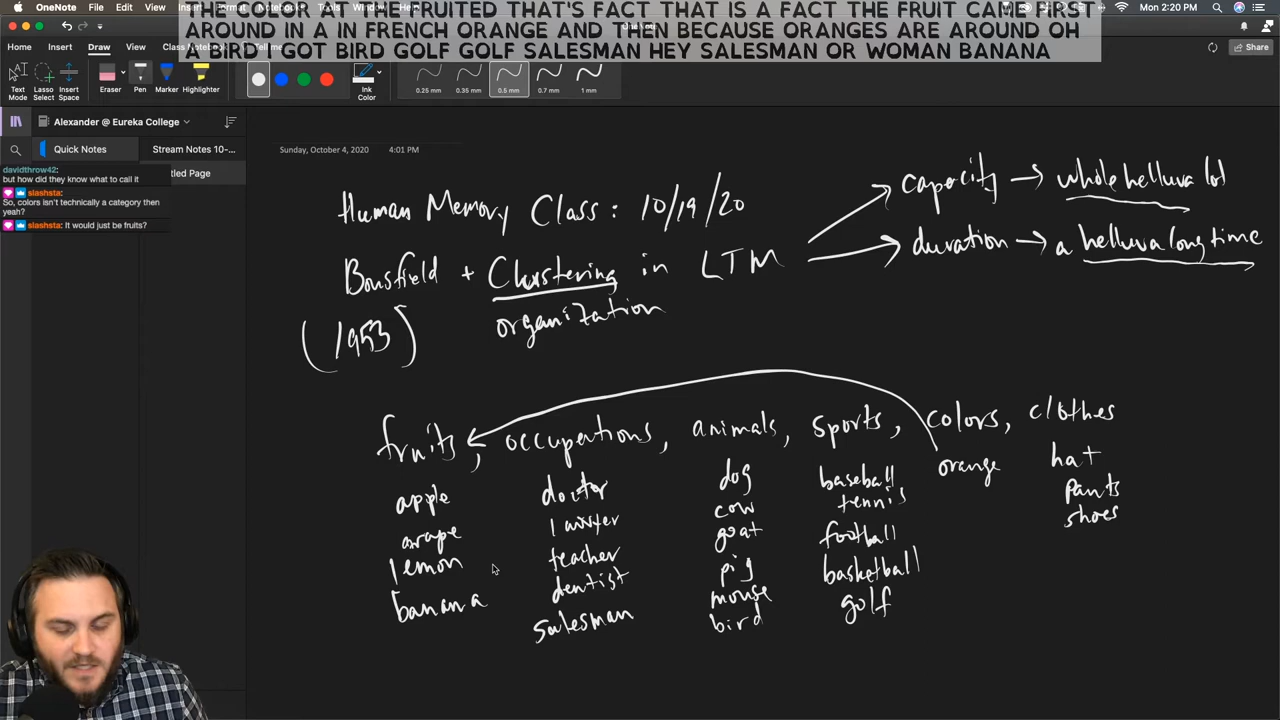 THE COLOR AT THE FRUITED THAT'S FACT THAT IS A FACT THE FRUIT CAME FIRST
AROUND IN A IN FRENCH ORANGE AND THEN BECAUSE ORANGES ARE AROUND OH
A BIRD I GOT BIRD GOLF GOLF SALESMAN HEY SALESMAN OR WOMAN BANANA
OneNote File Edit View Mon 2:20 PM
Home Insert Draw Class Notebook
Share
Text Mode
Lasso Select
Insert Space
Eraser
Pen
Marker
Highlighter
Ink Color
0.25 mm
0.35 mm
0.5 mm
0.7 mm
1 mm
Alexander @ Eureka College
Quick Notes
Stream Notes 10-...
davidthrow42:
but how did they know what to call it
slashsta:
So, colors isn't technically a category then
yeah?
slashsta: It would just be fruits?
Sunday, October 4, 2020 4:01 PM
Human Memory Class: 10/19/20
capacity → whole helluva lot
duration → a helluva long time
Bousfield + Clustering in LTM
(1953)
organization
fruits, occupations, animals, sports, colors, clothes
apple doctor dog baseball orange hat
tennis pants
cow shoes
goat football
lemon teacher pig basketball
banana dentist mouse golf
salesman bird